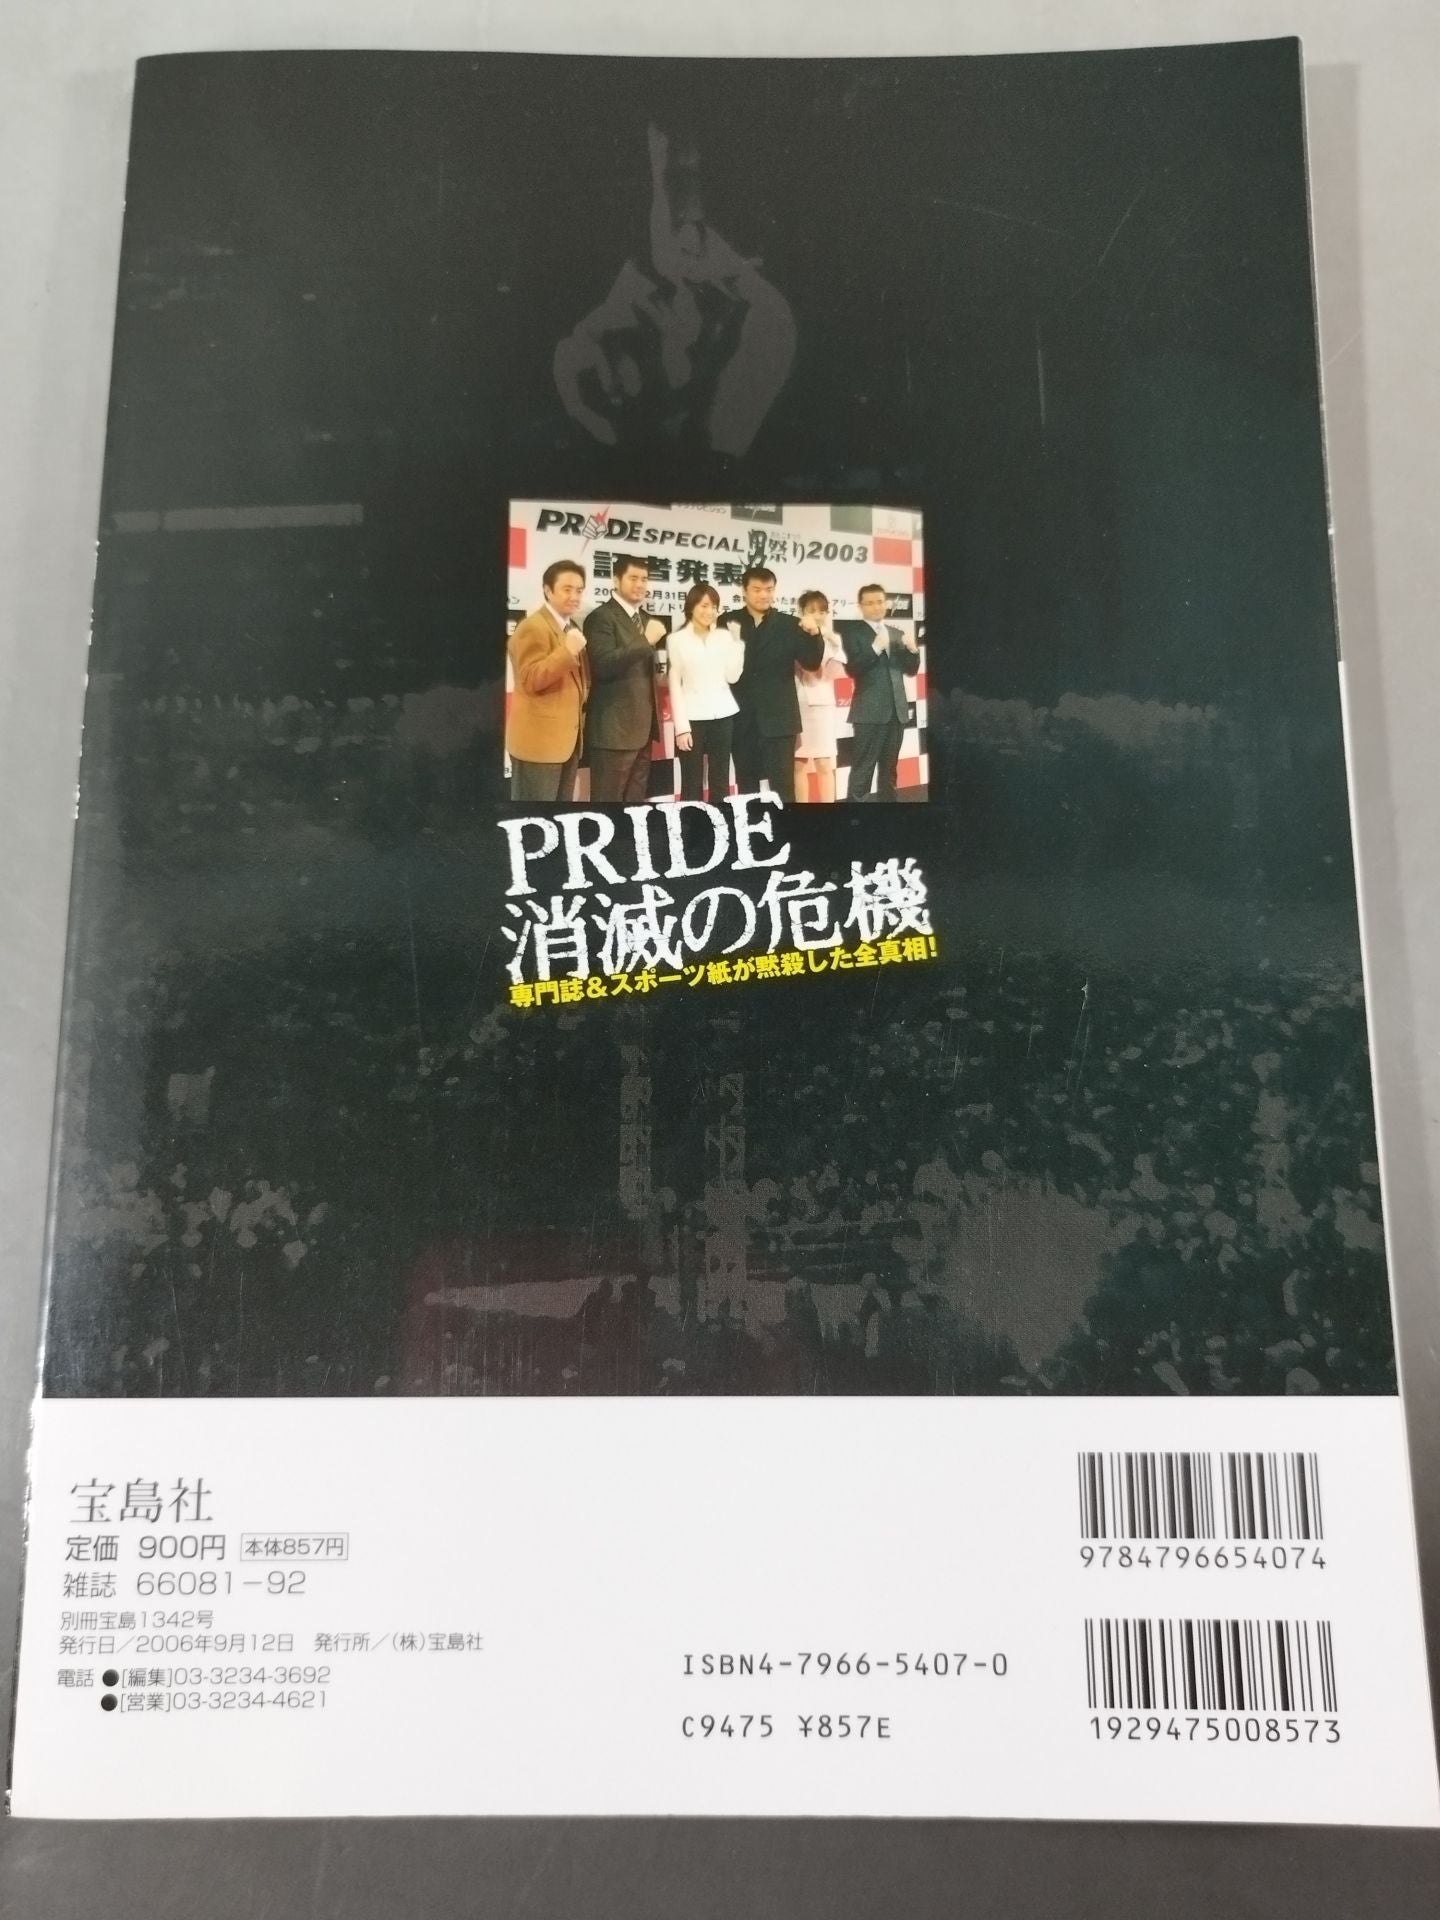 PRIDE SPECIAL 男祭り2003
記者発表
PRIDE
消滅の危機
専門誌&スポーツ紙が黙殺した全真相!
宝島社
定価 900円 本体857円
雑誌 66081-92
別冊宝島1342号
発行日/2006年9月12日 発行所/(株)宝島社
電話 ●[編集]03-3234-3692
●[営業]03-3234-4621
ISBN4-7966-5407-0
C9475 ¥857E
9784796654074
1929475008573